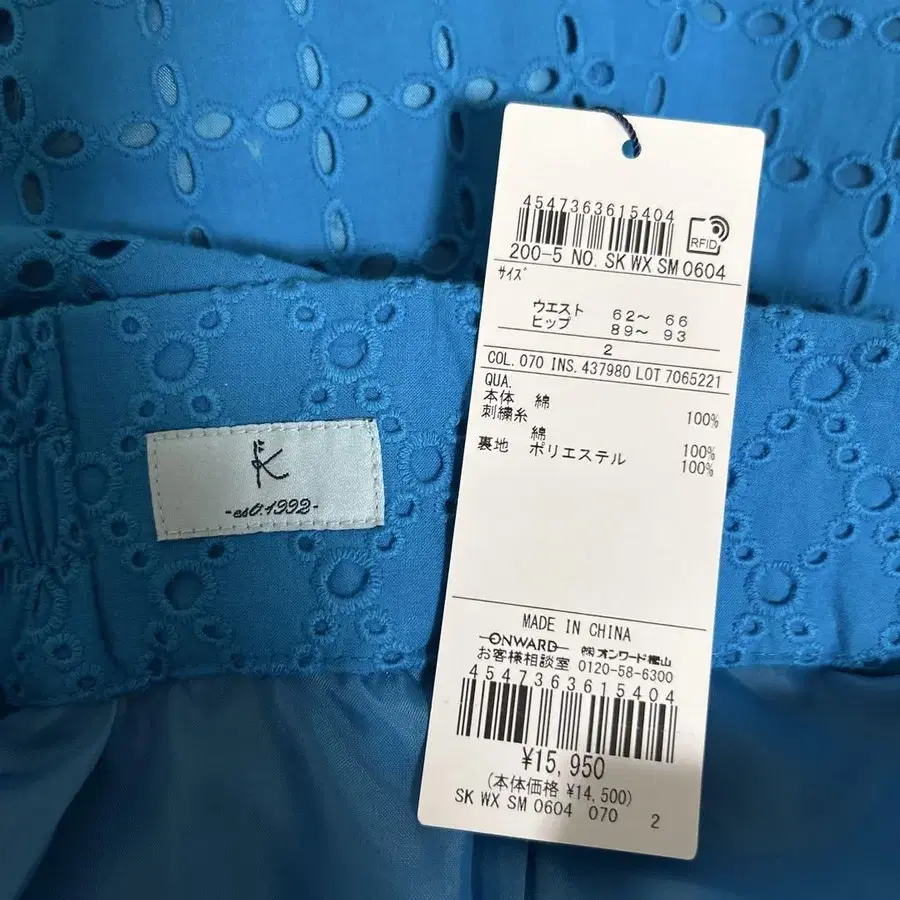 4547363615404
RFID
200-5 NO. SK WX SM 0604
サイズ
ウエスト 62～ 66
ヒップ 89～ 93
2
COL. 070 INS. 437980 LOT 7065221
QUA.
本体 綿 100%
刺繍糸
綿 100%
裏地 ポリエステル 100%
K
-est.1992-
MADE IN CHINA
ONWARD ㈱オンワード樫山
お客様相談室 0120-58-6300
4547363615404
¥15,950
(本体価格 ¥14,500)
SK WX SM 0604 070 2